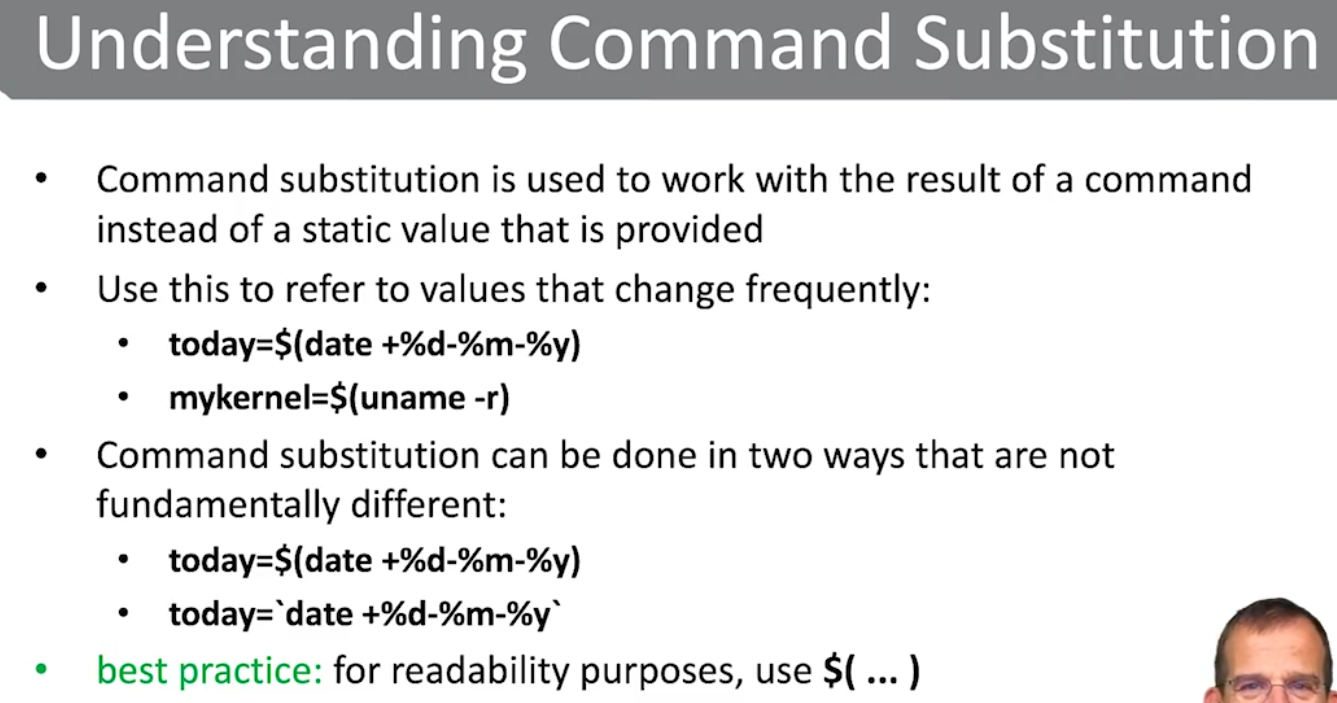 Understanding Command Substitution
• Command substitution is used to work with the result of a command
instead of a static value that is provided
• Use this to refer to values that change frequently:
• today=$(date +%d-%m-%y)
• mykernel=$(uname -r)
• Command substitution can be done in two ways that are not
fundamentally different:
• today=$(date +%d-%m-%y)
• today=`date +%d-%m-%y`
• best practice: for readability purposes, use $( ... )